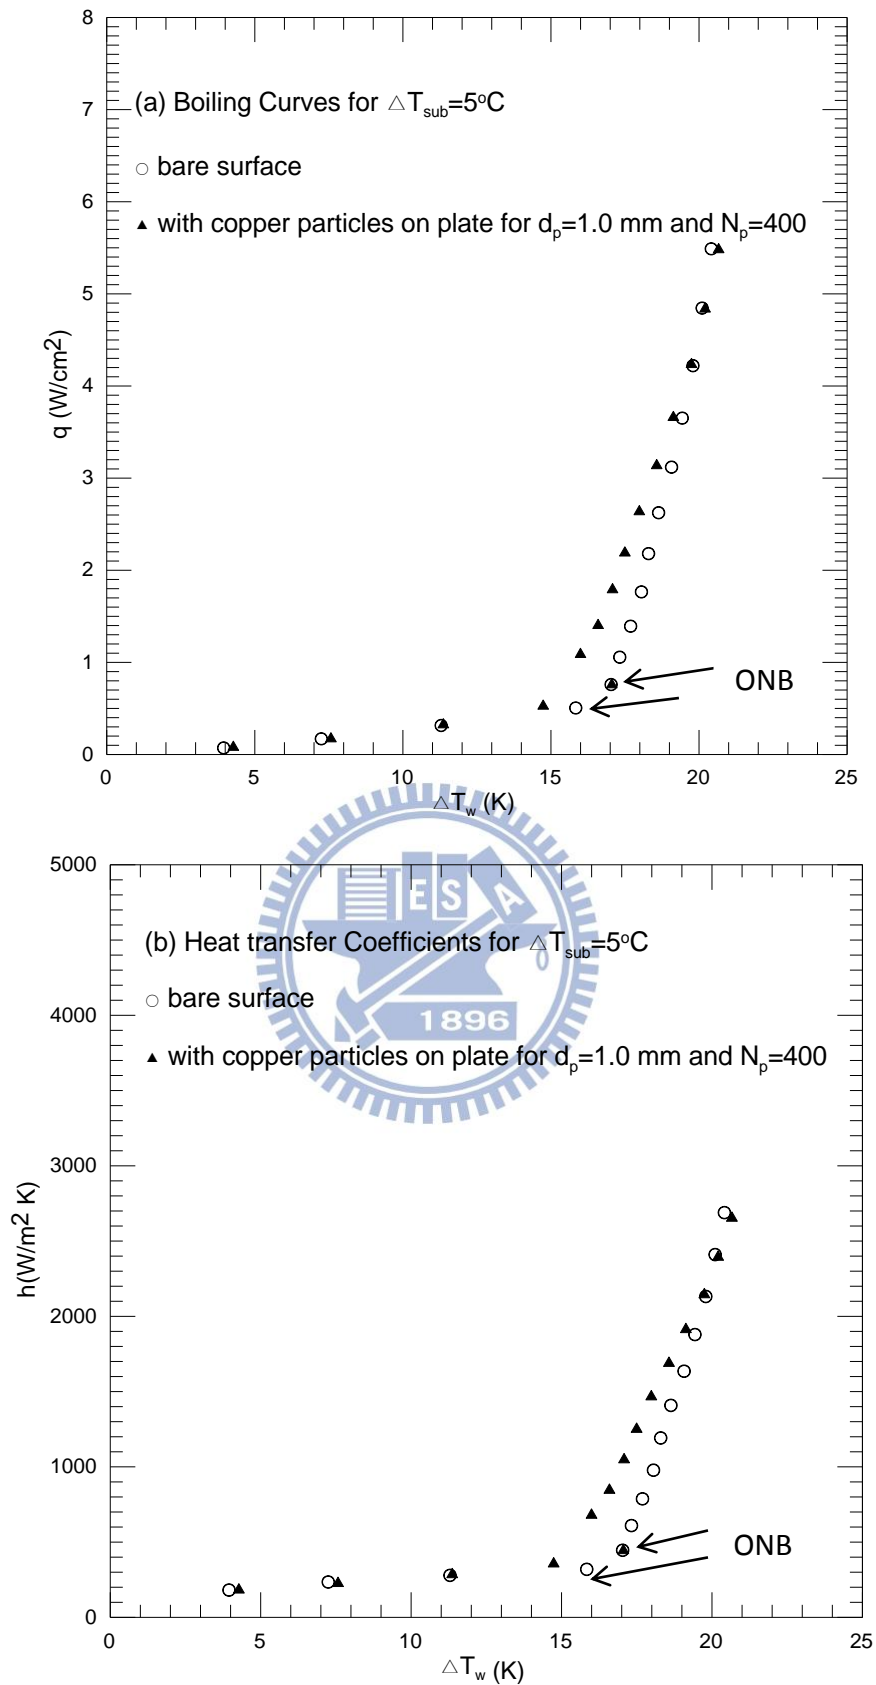 8
(a) Boiling Curves for △T_sub=5°C
7
○ bare surface
6
▲ with copper particles on plate for d_p=1.0 mm and N_p=400
5
q (W/cm²)
4
3
2
1
ONB
0
0 5 10 15 20 25
△T_w (K)
5000
E S A
(b) Heat transfer Coefficients for △T_sub=5°C
○ bare surface
4000
1896
▲ with copper particles on plate for d_p=1.0 mm and N_p=400
3000
h(W/m² K)
2000
1000
ONB
0
0 5 10 15 20 25
△T_w (K)